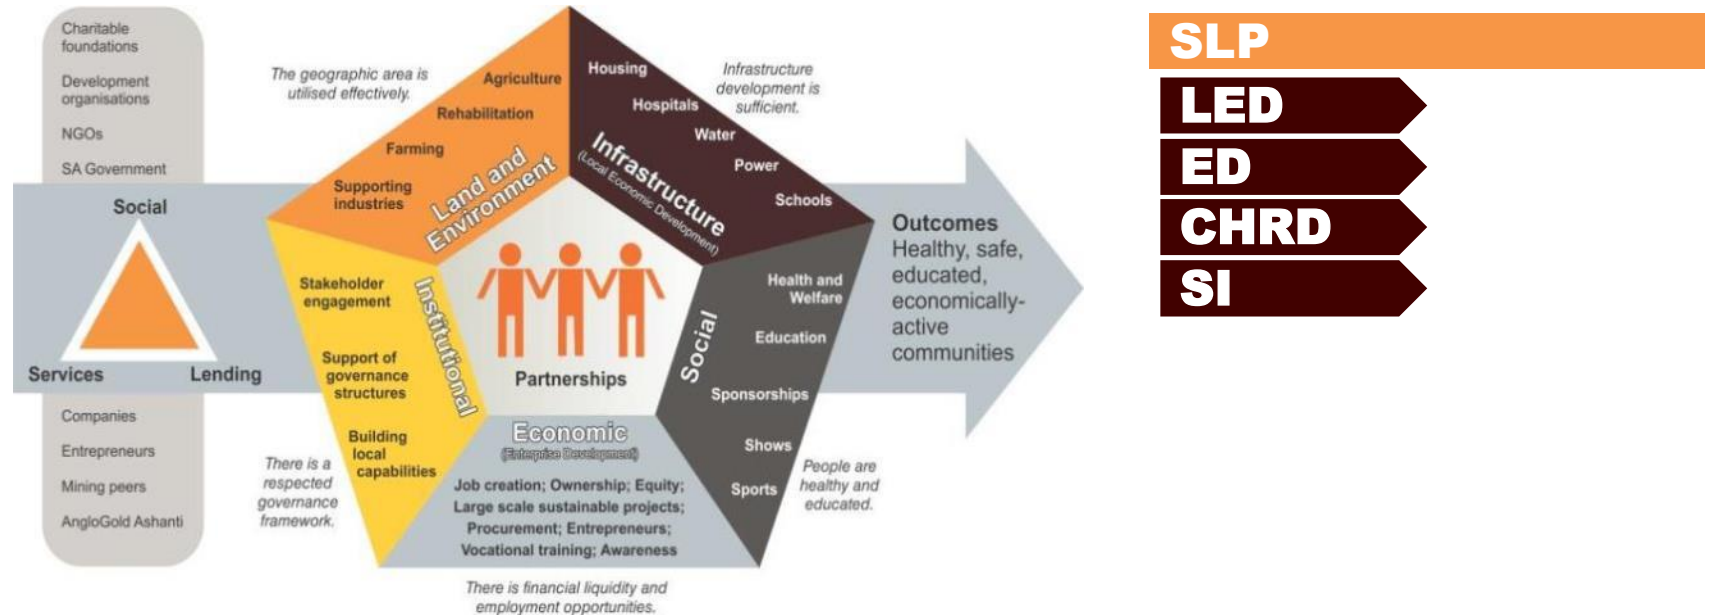 Charitable
foundations
Development
organisations
NGOs
SA Government
Social
Services
Lending
Companies
Entrepreneurs
Mining peers
AngloGold Ashanti
The geographic area is
utilised effectively.
Agriculture
Rehabilitation
Farming
Supporting
industries
Land and
Environment
Housing
Hospitals
Water
Power
Schools
Infrastructure
(Local Economic Development)
Infrastructure
development is
sufficient.
Stakeholder
engagement
Support of
governance
structures
Building
local
capabilities
Institutional
There is a
respected
governance
framework.
Partnerships
Social
Health and
Welfare
Education
Sponsorships
Shows
Sports
People are
healthy and
educated.
Economic
(Enterprise Development)
Job creation; Ownership; Equity;
Large scale sustainable projects;
Procurement; Entrepreneurs;
Vocational training; Awareness
There is financial liquidity and
employment opportunities.
Outcomes
Healthy, safe,
educated,
economically-
active
communities
SLP
LED
ED
CHRD
SI